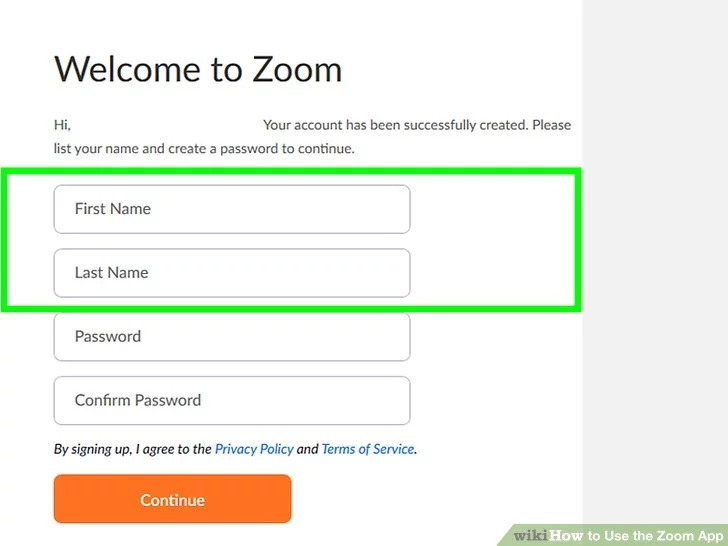 Welcome to Zoom
Hi, Your account has been successfully created. Please
list your name and create a password to continue.
First Name
Last Name
Password
Confirm Password
By signing up, I agree to the Privacy Policy and Terms of Service.
Continue
wikiHow to Use the Zoom App